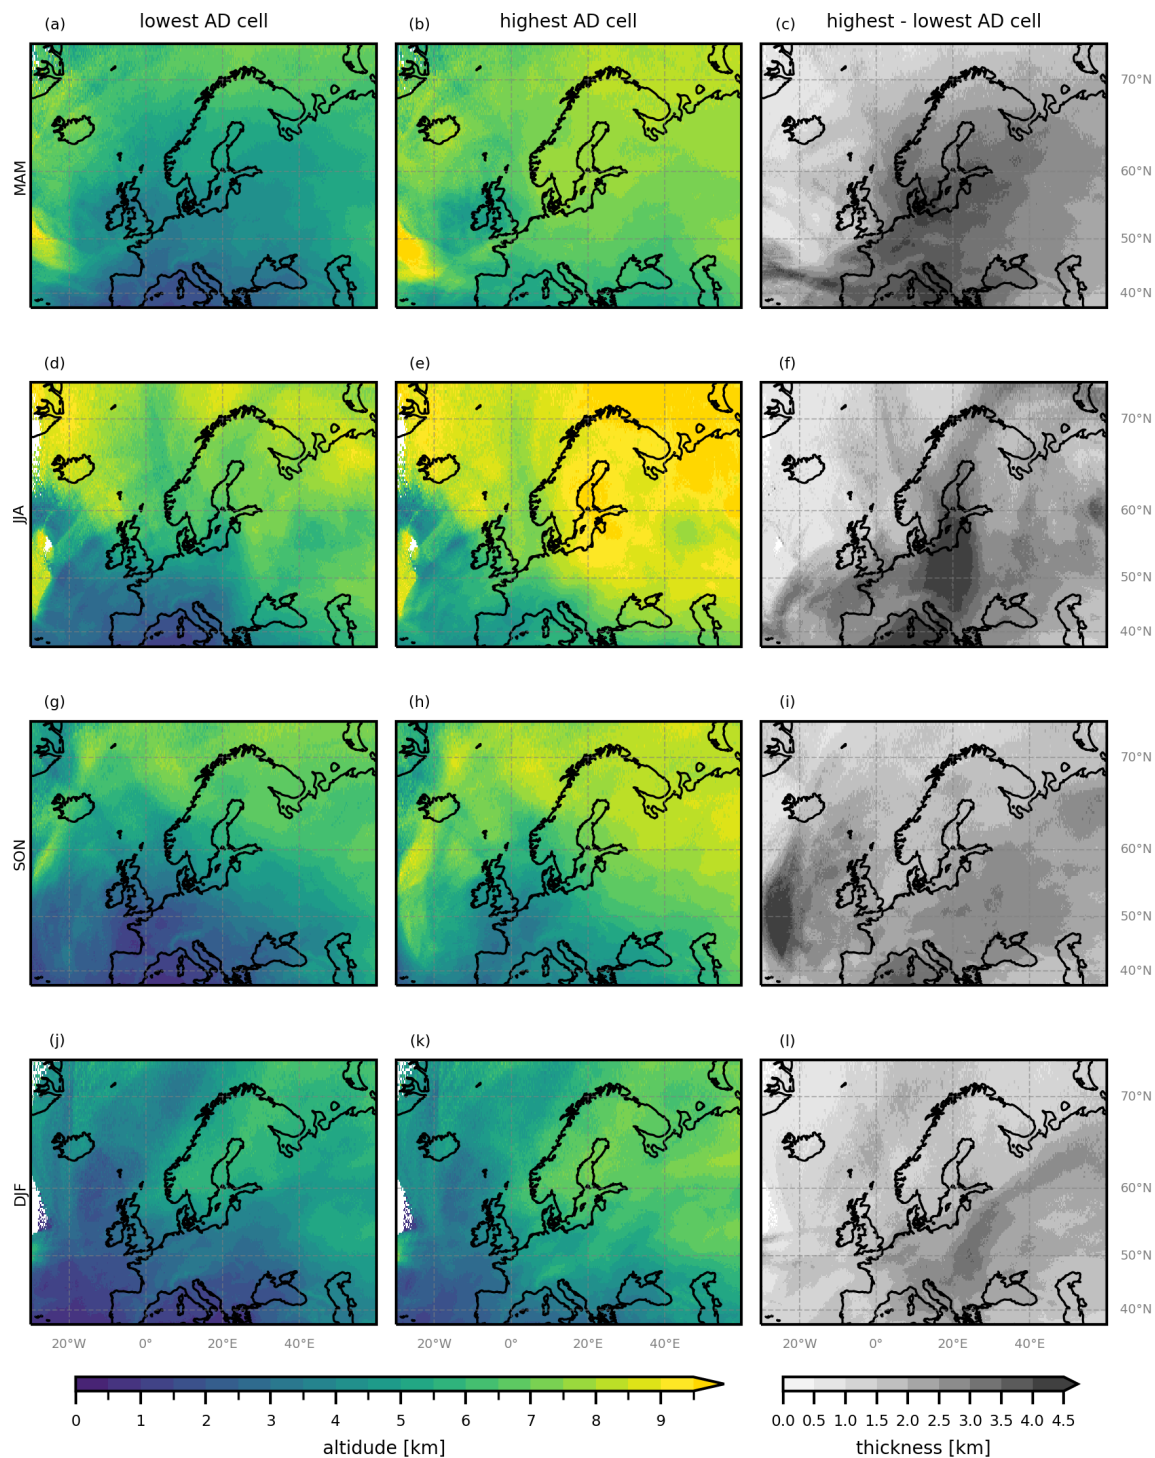 (a) lowest AD cell (b) highest AD cell (c) highest - lowest AD cell
70°N
MAM
60°N
50°N
40°N
(d) (e) (f)
70°N
JJA
60°N
50°N
40°N
(g) (h) (i)
70°N
SON
60°N
50°N
40°N
(j) (k) (l)
70°N
DJF
60°N
50°N
40°N
20°W 0° 20°E 40°E 20°W 0° 20°E 40°E 20°W 0° 20°E 40°E
0 1 2 3 4 5 6 7 8 9 0.0 0.5 1.0 1.5 2.0 2.5 3.0 3.5 4.0 4.5
altidude [km] thickness [km]